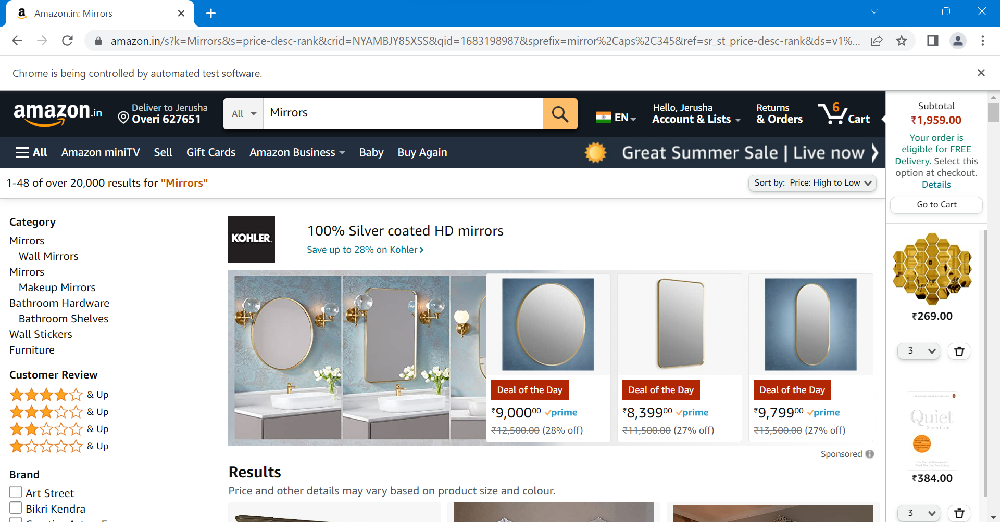 Amazon.in: Mirrors
amazon.in/s?k=Mirrors&s=price-desc-rank&crid=NYAMBJY85XSS&qid=1683198987&sprefix=mirror%2Caps%2C345&ref=sr_st_price-desc-rank&ds=v1%...
Chrome is being controlled by automated test software.
amazon.in
Deliver to Jerusha
Overi 627651
All
Mirrors
EN
Hello, Jerusha
Account & Lists
Returns
& Orders
6
Cart
All
Amazon miniTV
Sell
Gift Cards
Amazon Business
Baby
Buy Again
Great Summer Sale | Live now
1-48 of over 20,000 results for "Mirrors"
Sort by: Price: High to Low
Category
Mirrors
Wall Mirrors
Mirrors
Makeup Mirrors
Bathroom Hardware
Bathroom Shelves
Wall Stickers
Furniture
Customer Review
& Up
& Up
& Up
& Up
Brand
Art Street
Bikri Kendra
KOHLER.
100% Silver coated HD mirrors
Save up to 28% on Kohler
Deal of the Day
₹9,00000 prime
₹12,500.00 (28% off)
Deal of the Day
₹8,39900 prime
₹11,500.00 (27% off)
Deal of the Day
₹9,79900 prime
₹13,500.00 (27% off)
Sponsored
Results
Price and other details may vary based on product size and colour.
Subtotal
₹1,959.00
Your order is
eligible for FREE
Delivery. Select this
option at checkout.
Details
Go to Cart
₹269.00
3
Quiet
Susan Cain
₹384.00
3